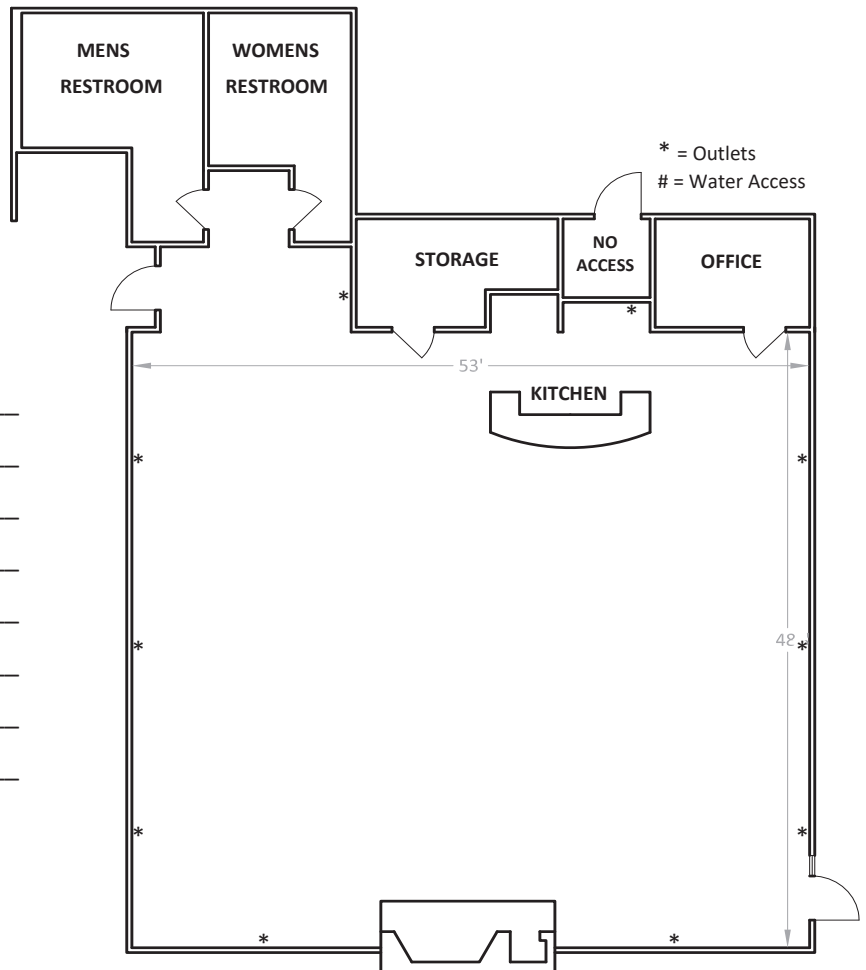 MENS
RESTROOM
WOMENS
RESTROOM
* = Outlets
# = Water Access
STORAGE
NO
ACCESS
OFFICE
*
*
53'
KITCHEN
*
*
*
48'
*
*
*
*
*